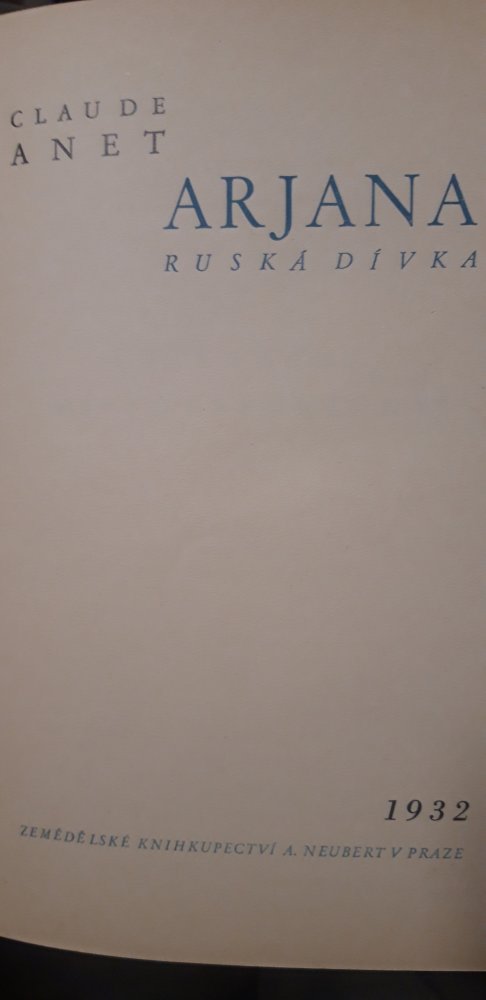 CLAUDE
ANET
ARJANA
RUSKÁ DÍVKA
1932
ZEMĚDĚLSKÉ KNIHKUPECTVÍ A. NEUBERT V PRAZE